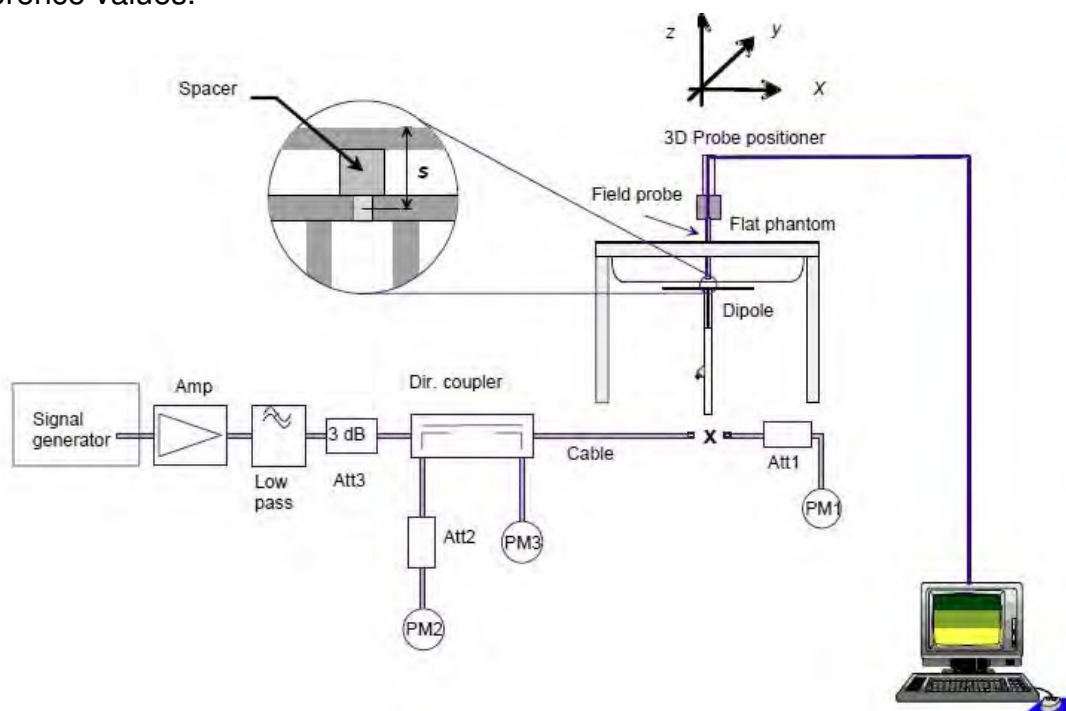 z
y
x
Spacer
s
3D Probe positioner
Field probe
Flat phantom
Dipole
Signal
generator
Amp
Low
pass
3 dB
Att3
Dir. coupler
Cable
x
Att1
PM1
Att2
PM3
PM2